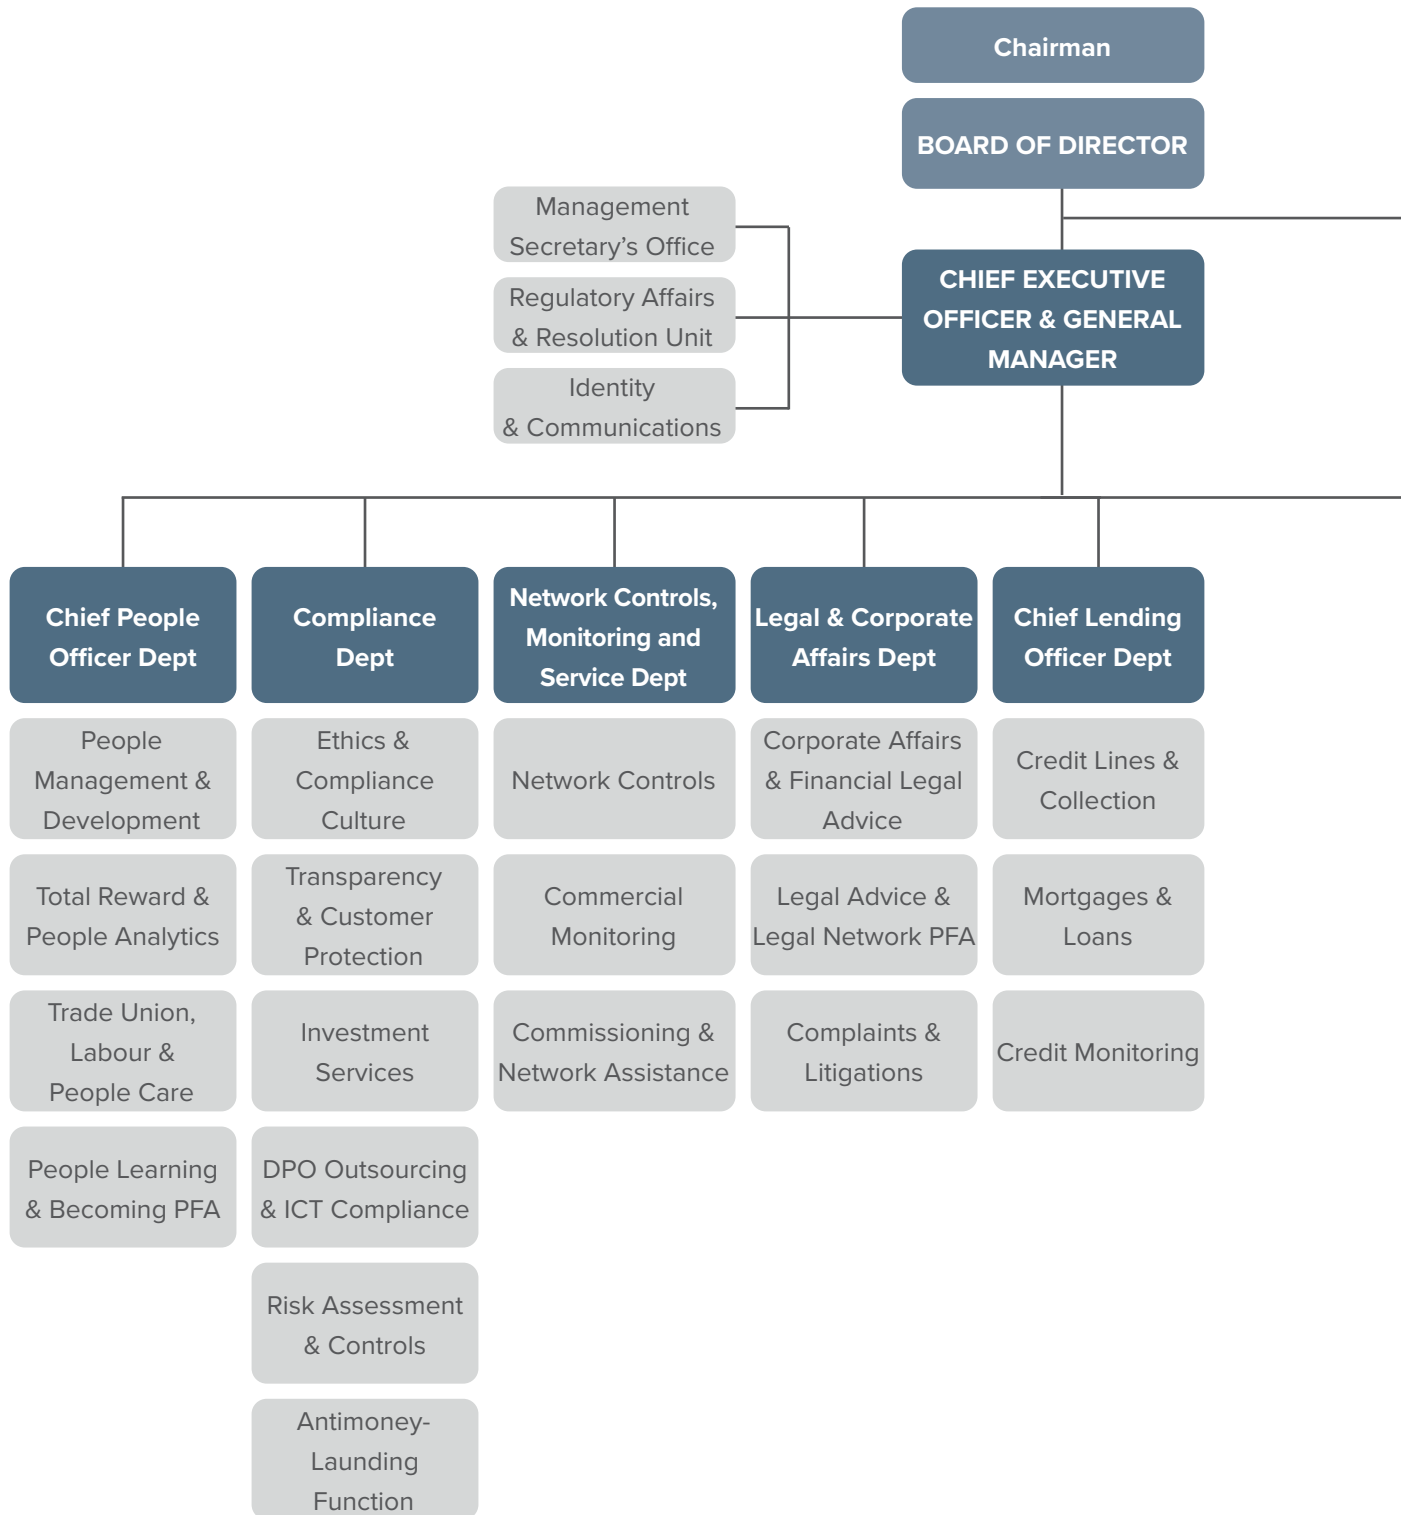 Chairman
BOARD OF DIRECTOR
Management
Secretary’s Office
Regulatory Affairs
& Resolution Unit
Identity
& Communications
CHIEF EXECUTIVE
OFFICER & GENERAL
MANAGER
Chief People
Officer Dept
People
Management &
Development
Total Reward &
People Analytics
Trade Union,
Labour &
People Care
People Learning
& Becoming PFA
Compliance
Dept
Ethics &
Compliance
Culture
Transparency
& Customer
Protection
Investment
Services
DPO Outsourcing
& ICT Compliance
Risk Assessment
& Controls
Antimoney-
Launding
Function
Network Controls,
Monitoring and
Service Dept
Network Controls
Commercial
Monitoring
Commissioning &
Network Assistance
Legal & Corporate
Affairs Dept
Corporate Affairs
& Financial Legal
Advice
Legal Advice &
Legal Network PFA
Complaints &
Litigations
Chief Lending
Officer Dept
Credit Lines &
Collection
Mortgages &
Loans
Credit Monitoring